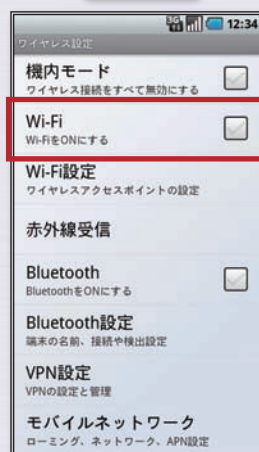 3G 12:34
ワイヤレス設定
機内モード
ワイヤレス接続をすべて無効にする
Wi-Fi
Wi-FiをONにする
Wi-Fi設定
ワイヤレスアクセスポイントの設定
赤外線受信
Bluetooth
BluetoothをONにする
Bluetooth設定
端末の名前、接続や検出設定
VPN設定
VPNの設定と管理
モバイルネットワーク
ローミング、ネットワーク、APN設定